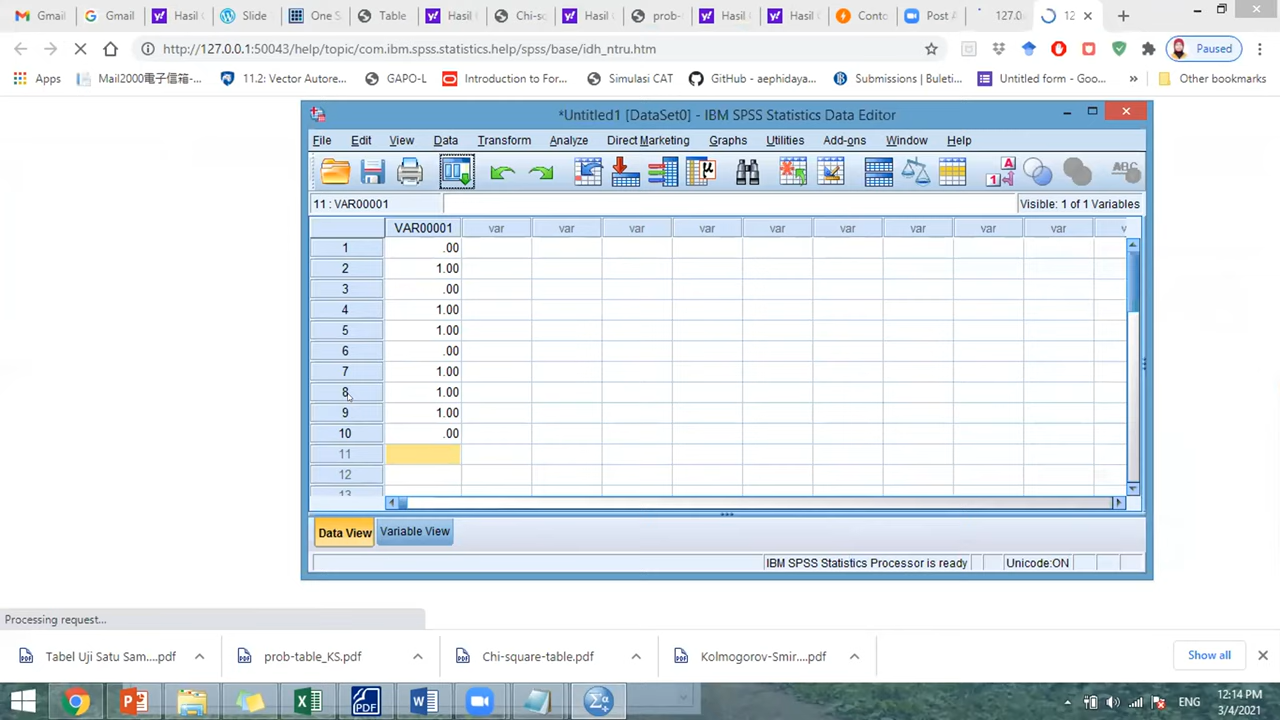 Gmail Gmail Hasil Slide One S Table Hasil Chi-sc Hasil prob- Hasil Hasil Conto Post A 127.0. 12
http://127.0.0.1:50043/help/topic/com.ibm.spss.statistics.help/spss/base/idh_ntru.htm Paused
Apps Mail2000電子信箱-... 11.2: Vector Autore... GAPO-L Introduction to For... Simulasi CAT GitHub - aephidaya... Submissions | Buleti... Untitled form - Goo... » Other bookmarks
*Untitled1 [DataSet0] - IBM SPSS Statistics Data Editor
File Edit View Data Transform Analyze Direct Marketing Graphs Utilities Add-ons Window Help
11 : VAR00001 Visible: 1 of 1 Variables
VAR00001 var var var var var var var var var v
1 .00
2 1.00
3 .00
4 1.00
5 1.00
6 .00
7 1.00
8 1.00
9 1.00
10 .00
11
12
13
Data View Variable View
IBM SPSS Statistics Processor is ready Unicode:ON
Processing request...
Tabel Uji Satu Sam....pdf prob-table_KS.pdf Chi-square-table.pdf Kolmogorov-Smir....pdf Show all
ENG 12:14 PM
3/4/2021